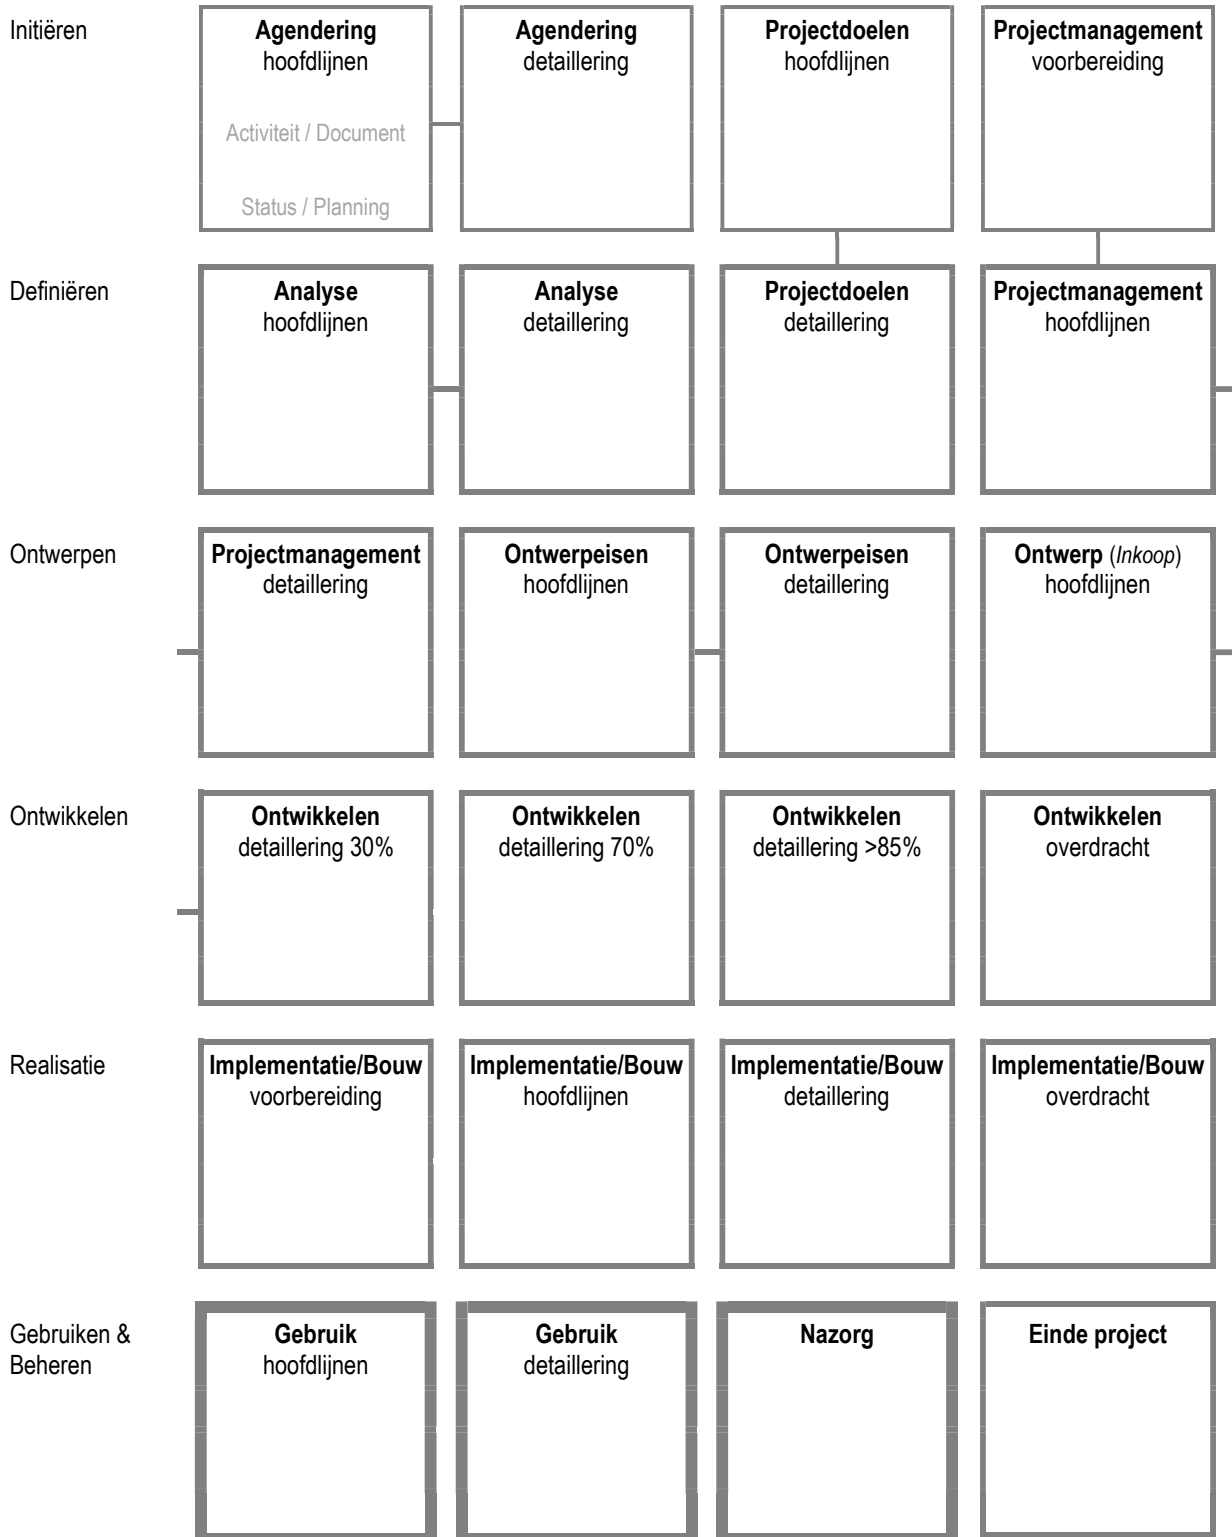 Initiëren
Agendering
hoofdlijnen
Activiteit / Document
Status / Planning
Agendering
detaillering
Projectdoelen
hoofdlijnen
Projectmanagement
voorbereiding
Definiëren
Analyse
hoofdlijnen
Analyse
detaillering
Projectdoelen
detaillering
Projectmanagement
hoofdlijnen
Ontwerpen
Projectmanagement
detaillering
Ontwerpeisen
hoofdlijnen
Ontwerpeisen
detaillering
Ontwerp (Inkoop)
hoofdlijnen
Ontwikkelen
Ontwikkelen
detaillering 30%
Ontwikkelen
detaillering 70%
Ontwikkelen
detaillering >85%
Ontwikkelen
overdracht
Realisatie
Implementatie/Bouw
voorbereiding
Implementatie/Bouw
hoofdlijnen
Implementatie/Bouw
detaillering
Implementatie/Bouw
overdracht
Gebruiken &
Beheren
Gebruik
hoofdlijnen
Gebruik
detaillering
Nazorg
Einde project